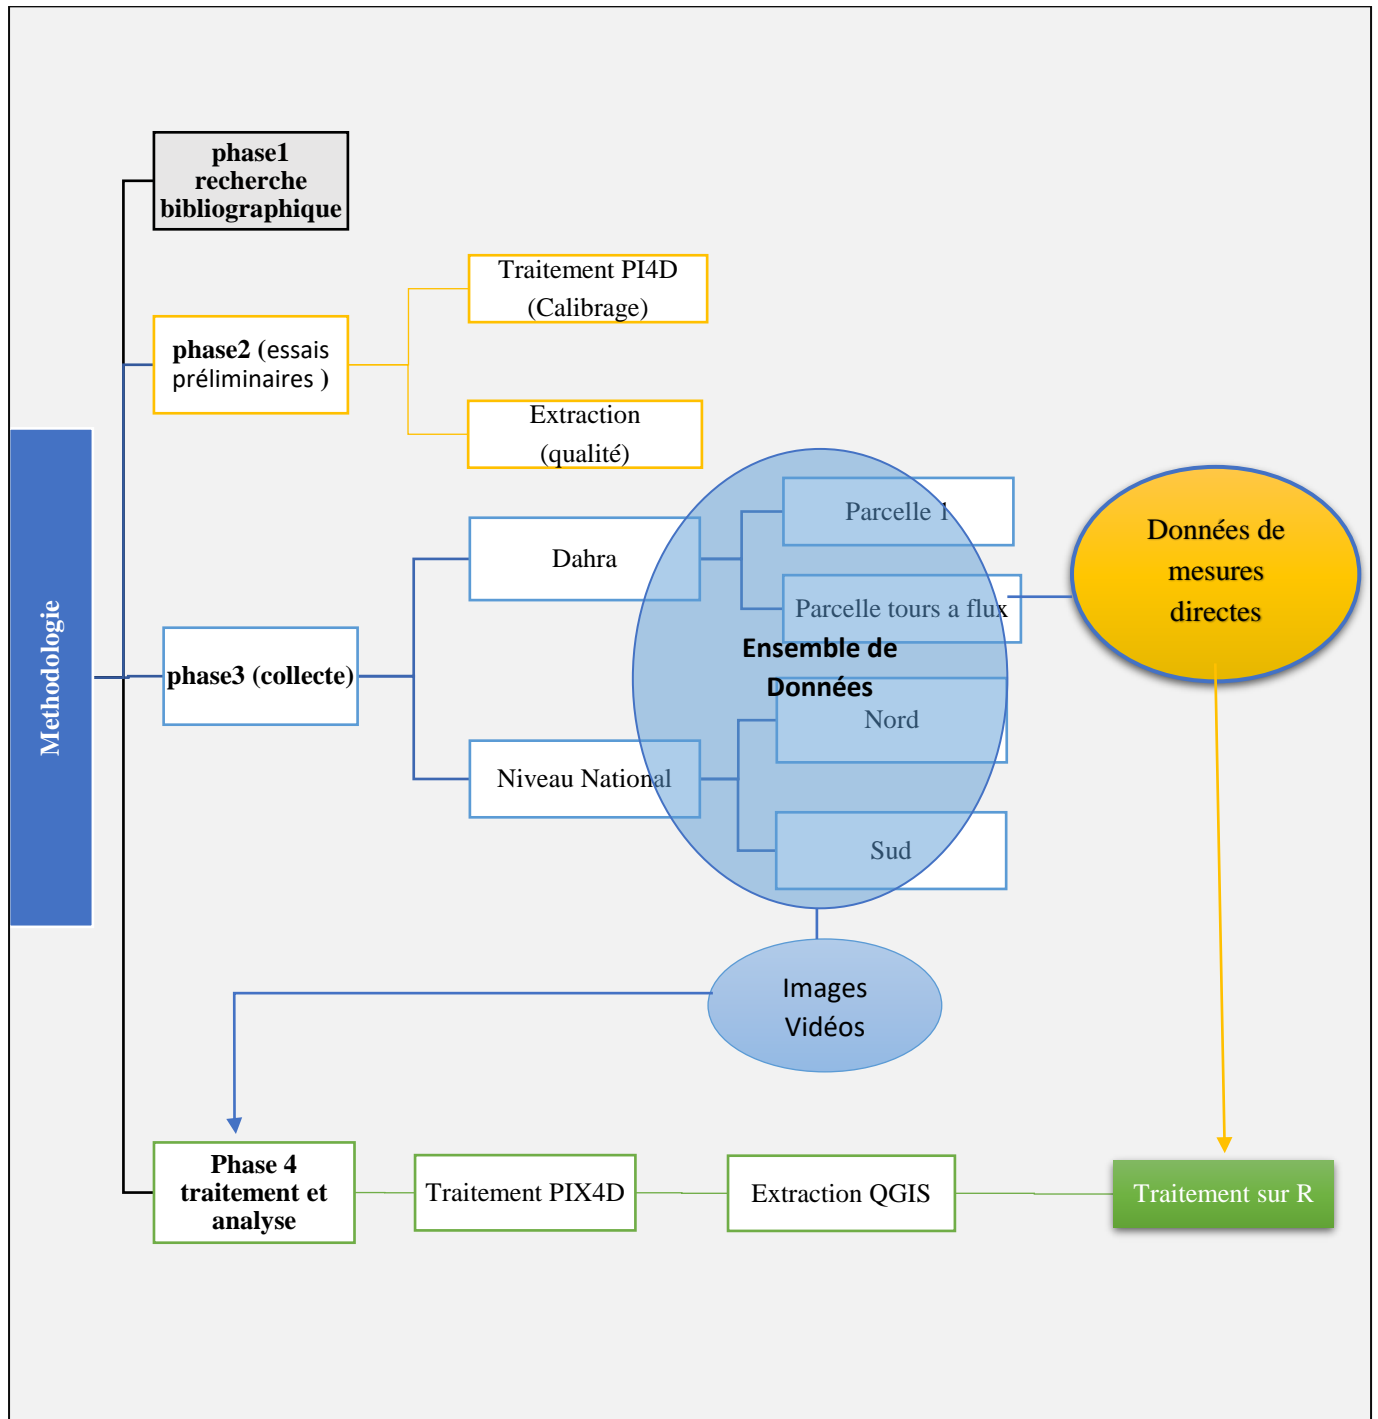 Methodologie
phase1
recherche
bibliographique
phase2 (essais
préliminaires )
Traitement PI4D
(Calibrage)
Extraction
(qualité)
phase3 (collecte)
Dahra
Parcelle 1
Parcelle tours a flux
Ensemble de
Données
Niveau National
Nord
Sud
Données de
mesures
directes
Images
Vidéos
Phase 4
traitement et
analyse
Traitement PIX4D
Extraction QGIS
Traitement sur R